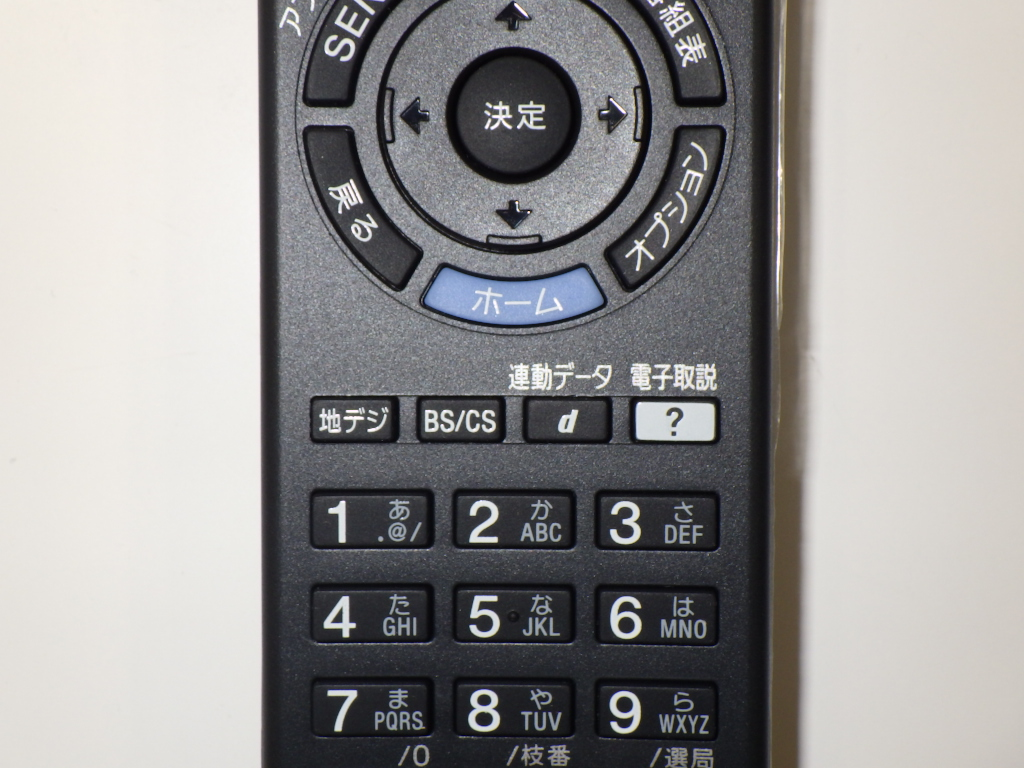 アプ
SEN
番組表
決定
戻る
オプション
ホーム
連動データ 電子取説
地デジ BS/CS d ?
1 あ .@/ 2 か ABC 3 さ DEF
4 た GHI 5 な JKL 6 は MNO
7 ま PQRS 8 や TUV 9 ら WXYZ
/0 /枝番 /選局